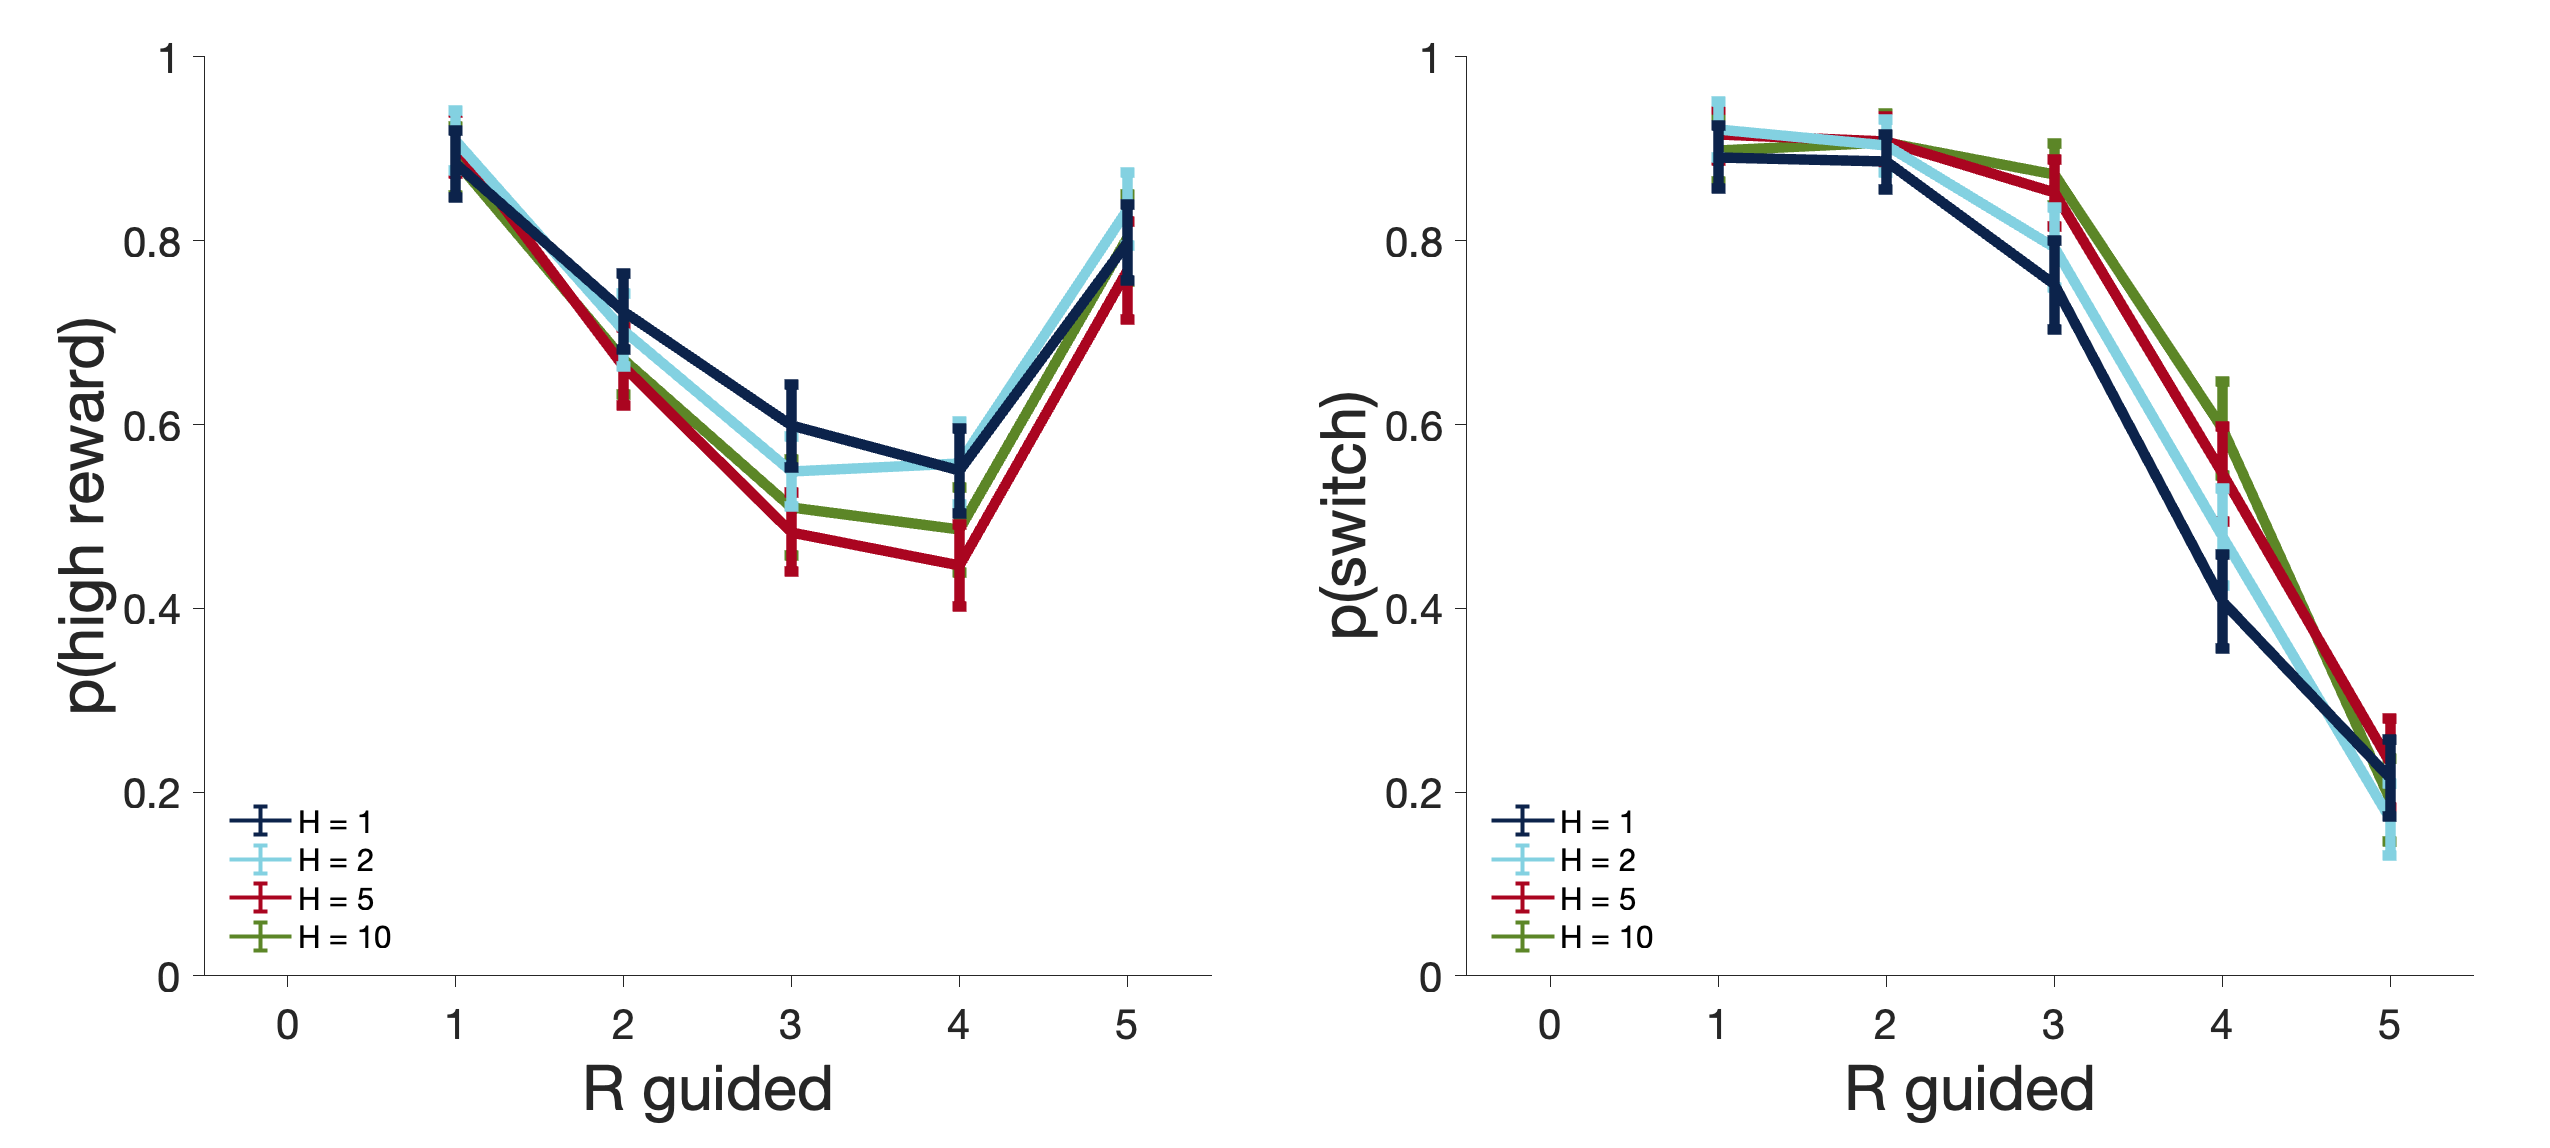 p(high reward)
1
0.8
0.6
0.4
0.2
0
H = 1
H = 2
H = 5
H = 10
0 1 2 3 4 5
R guided
p(switch)
1
0.8
0.6
0.4
0.2
0
H = 1
H = 2
H = 5
H = 10
0 1 2 3 4 5
R guided